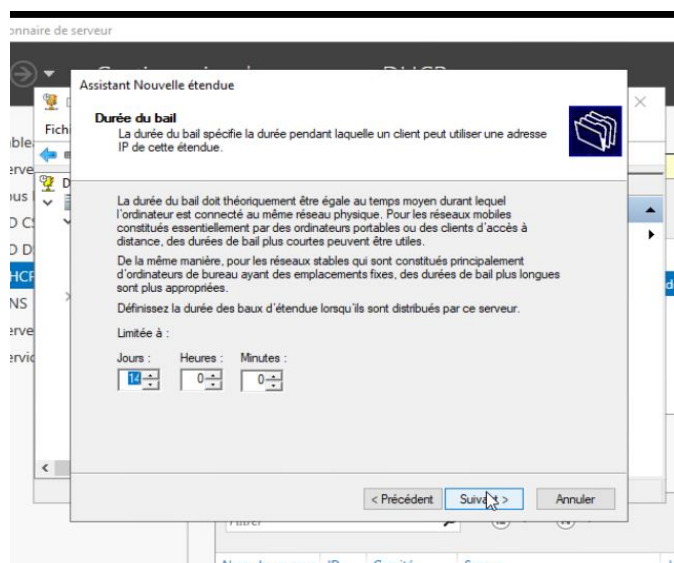 onnaire de serveur
Assistant Nouvelle étendue
Durée du bail
La durée du bail spécifie la durée pendant laquelle un client peut utiliser une adresse
IP de cette étendue.
Fichi
La durée du bail doit théoriquement être égale au temps moyen durant lequel
l'ordinateur est connecté au même réseau physique. Pour les réseaux mobiles
constitués essentiellement par des ordinateurs portables ou des clients d'accès à
distance, des durées de bail plus courtes peuvent être utiles.
De la même manière, pour les réseaux stables qui sont constitués principalement
d'ordinateurs de bureau ayant des emplacements fixes, des durées de bail plus longues
sont plus appropriées.
Définissez la durée des baux d'étendue lorsqu'ils sont distribués par ce serveur.
Limitée à :
Jours : Heures : Minutes :
14 0 0
< Précédent Suivant > Annuler